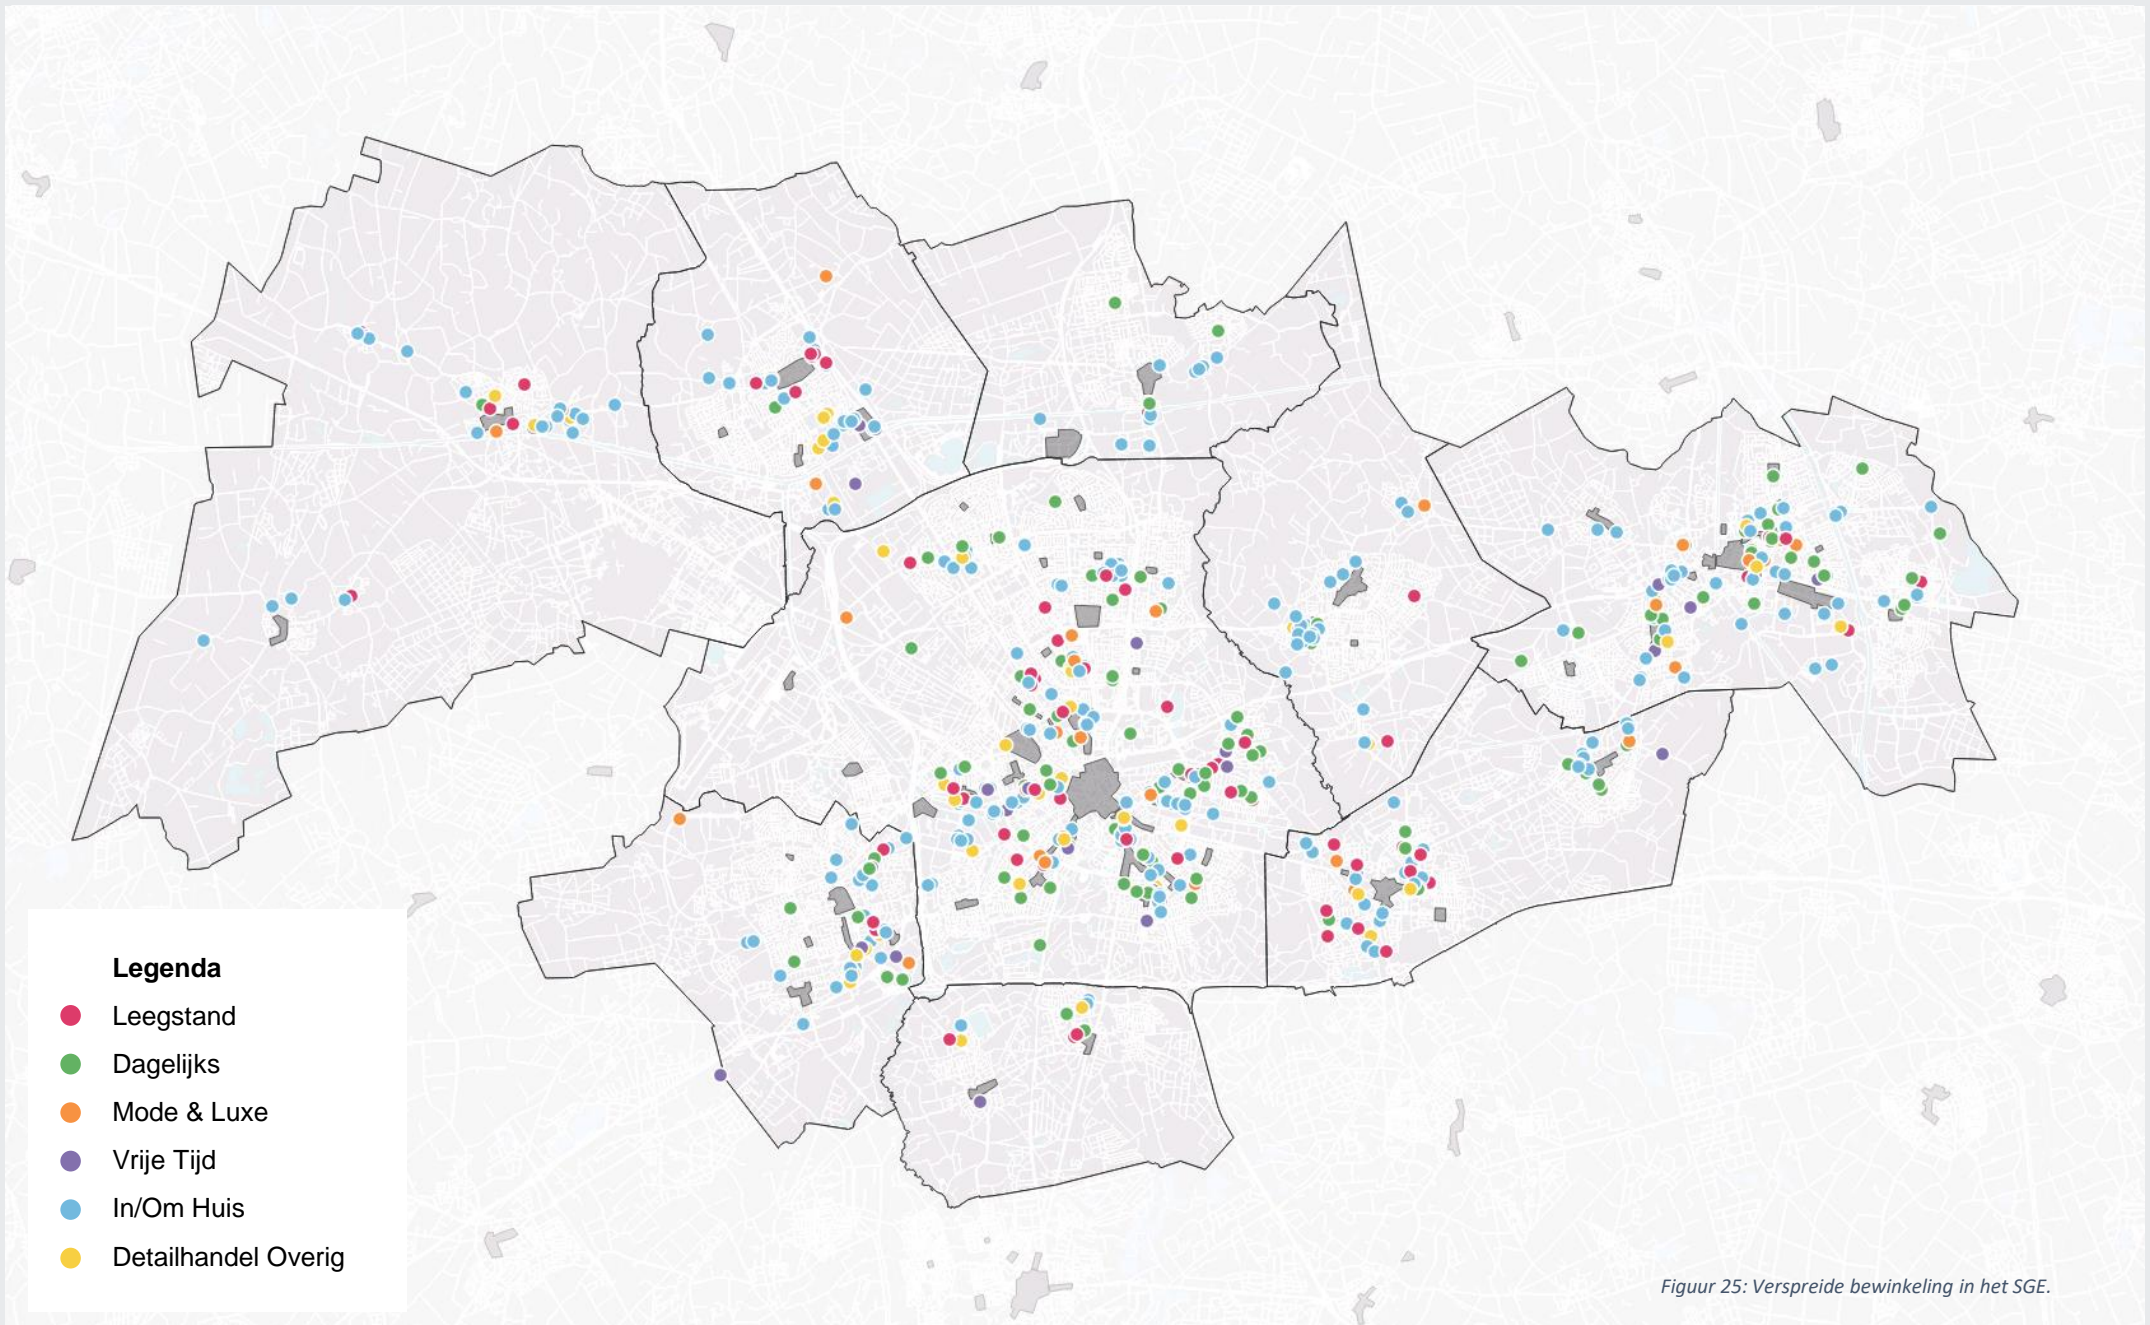 Legenda
Leegstand
Dagelijks
Mode & Luxe
Vrije Tijd
In/Om Huis
Detailhandel Overig
Figuur 25: Verspreide bewinkeling in het SGE.